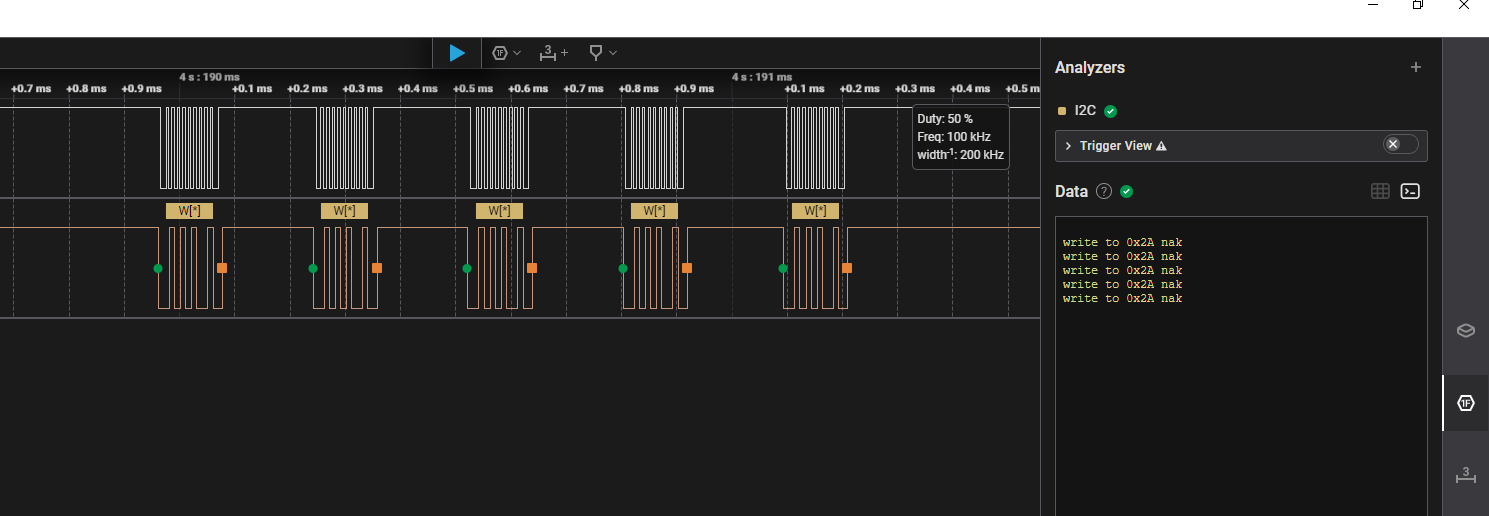 4 s : 190 ms
4 s : 191 ms
+0.7 ms
+0.8 ms
+0.9 ms
+0.1 ms
+0.2 ms
+0.3 ms
+0.4 ms
+0.5 ms
+0.6 ms
+0.7 ms
+0.8 ms
+0.9 ms
+0.1 ms
+0.2 ms
+0.3 ms
+0.4 ms
+0.5 m
1F
3
+
Duty: 50 %
Freq: 100 kHz
width⁻¹: 200 kHz
W[*]
W[*]
W[*]
W[*]
W[*]
Analyzers
+
I2C
Trigger View
Data
?
write to 0x2A nak
write to 0x2A nak
write to 0x2A nak
write to 0x2A nak
write to 0x2A nak
1F
3